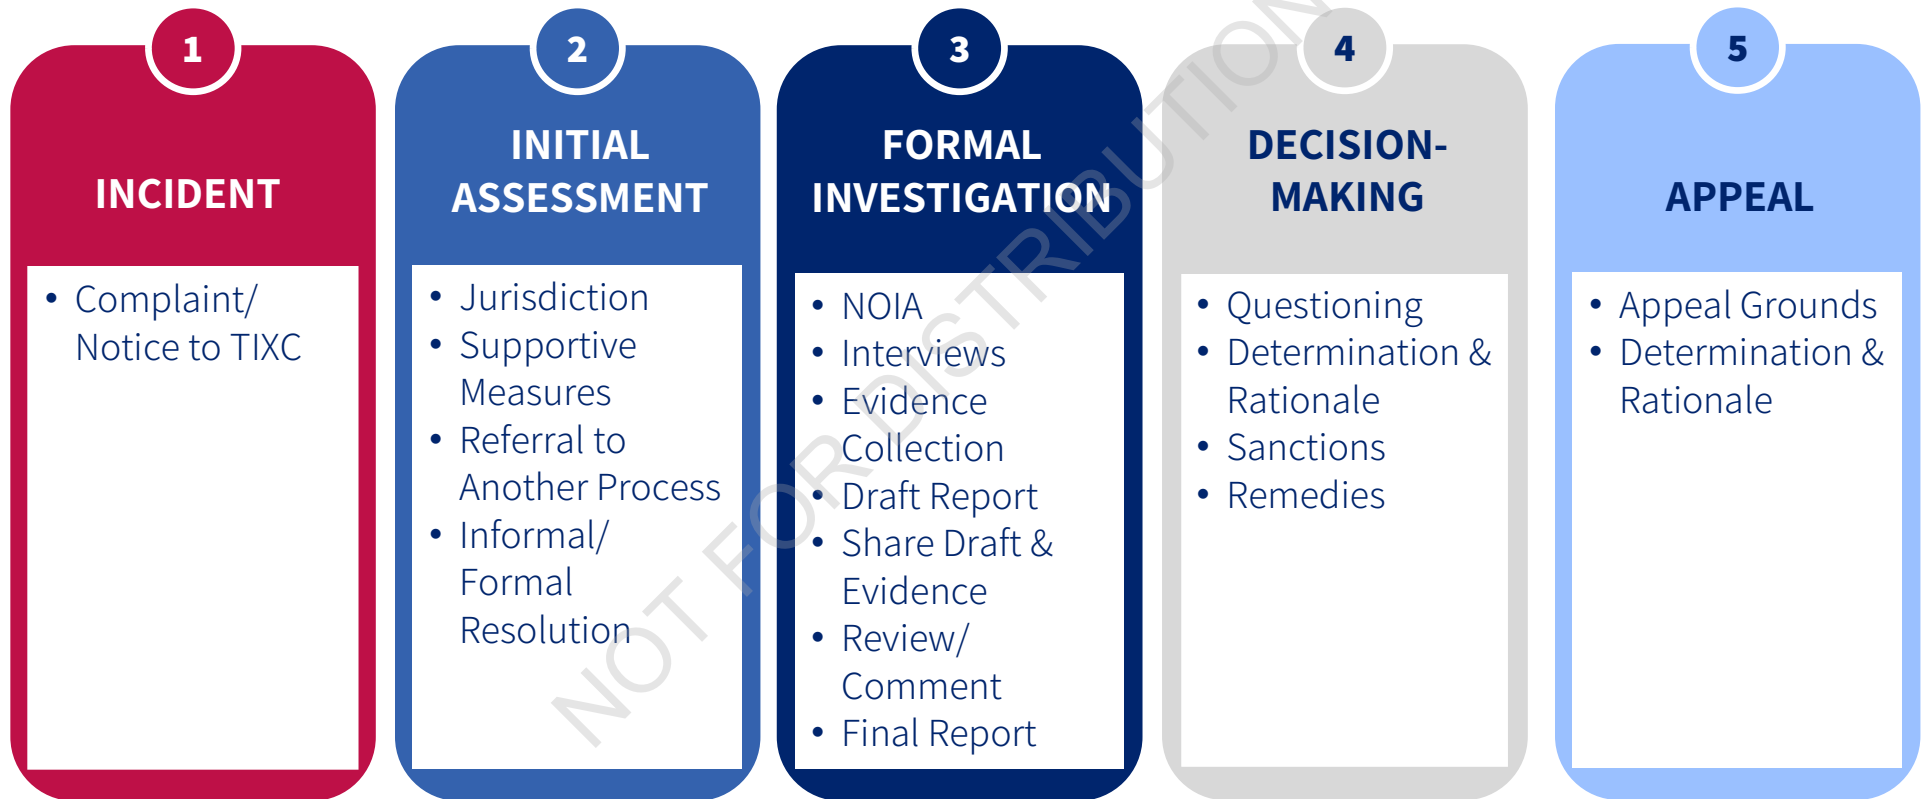 1
INCIDENT
• Complaint/
Notice to TIXC
2
INITIAL
ASSESSMENT
• Jurisdiction
• Supportive
Measures
• Referral to
Another Process
• Informal/
Formal
Resolution
3
FORMAL
INVESTIGATION
• NOIA
• Interviews
• Evidence
Collection
• Draft Report
• Share Draft &
Evidence
• Review/
Comment
• Final Report
4
DECISION-
MAKING
• Questioning
• Determination &
Rationale
• Sanctions
• Remedies
5
APPEAL
• Appeal Grounds
• Determination &
Rationale
NOT FOR DISTRIBUTION